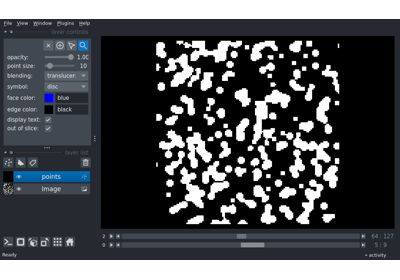 File View Window Plugins Help
layer controls
opacity: 1.00
point size: 10
blending: translucen
symbol: disc
face color: blue
edge color: black
display text:
out of slice:
layer list
points
Image
2 64 127
0 5 9
Ready activity